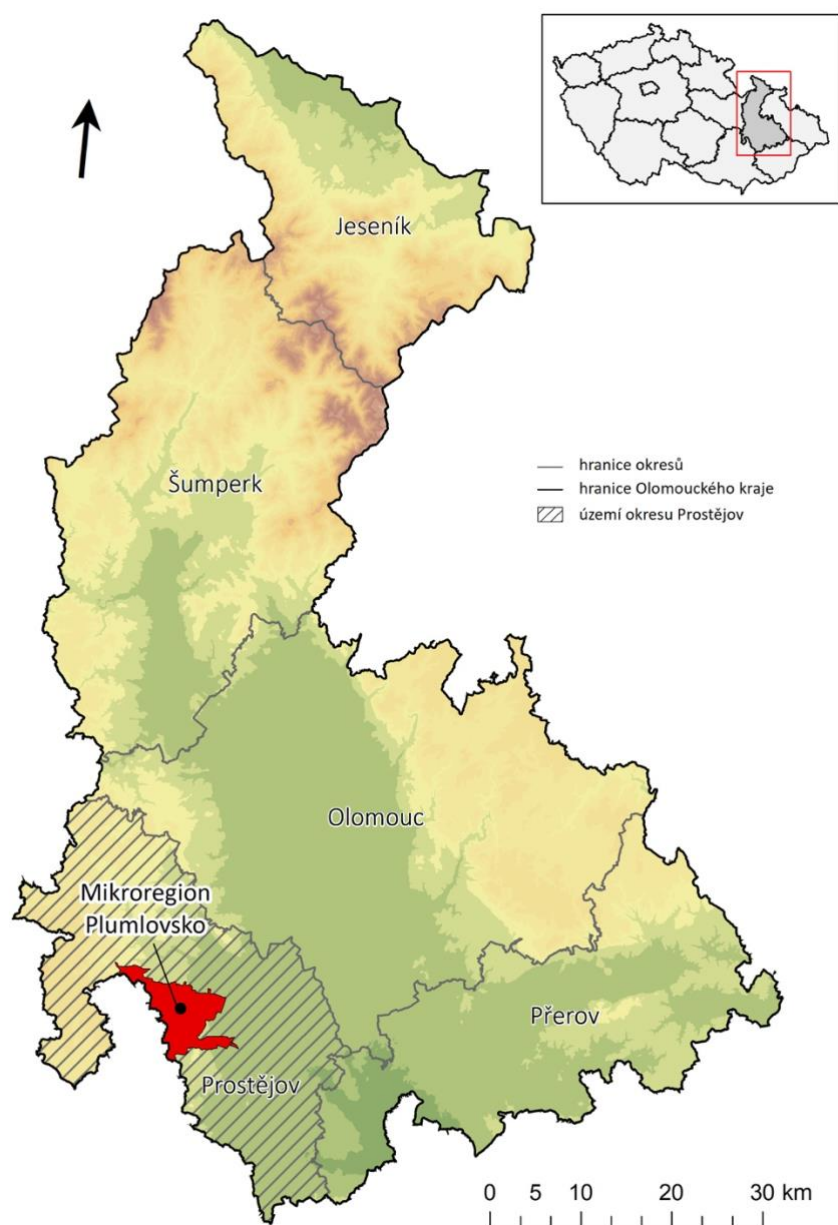 Jeseník
Šumperk
hranice okresů
hranice Olomouckého kraje
území okresu Prostějov
Olomouc
Mikroregion
Plumlovsko
Přerov
Prostějov
0 5 10 20 30 km